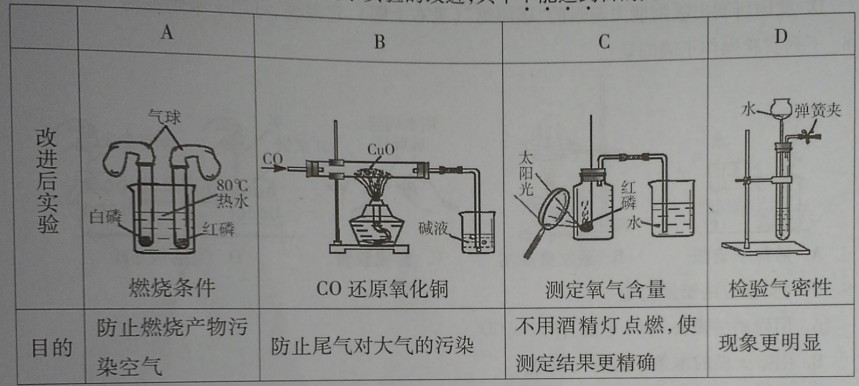 A B C D
改进后实验
气球
80℃
热水
白磷
红磷
燃烧条件
CO
CuO
碱液
CO 还原氧化铜
太阳光
红磷
水
测定氧气含量
水
弹簧夹
检验气密性
目的
防止燃烧产物污
染空气
防止尾气对大气的污染
不用酒精灯点燃,使
测定结果更精确
现象更明显